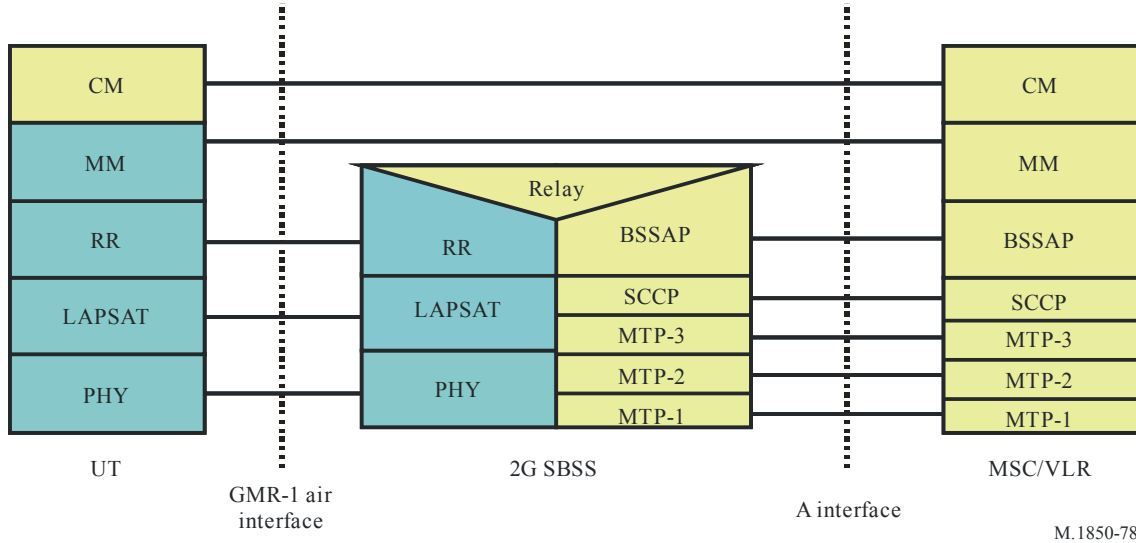 CM
MM
RR
LAPSAT
PHY
UT
GMR-1 air
interface
Relay
RR
BSSAP
LAPSAT
SCCP
MTP-3
PHY
MTP-2
MTP-1
2G SBSS
A interface
CM
MM
BSSAP
SCCP
MTP-3
MTP-2
MTP-1
MSC/VLR
M.1850-78